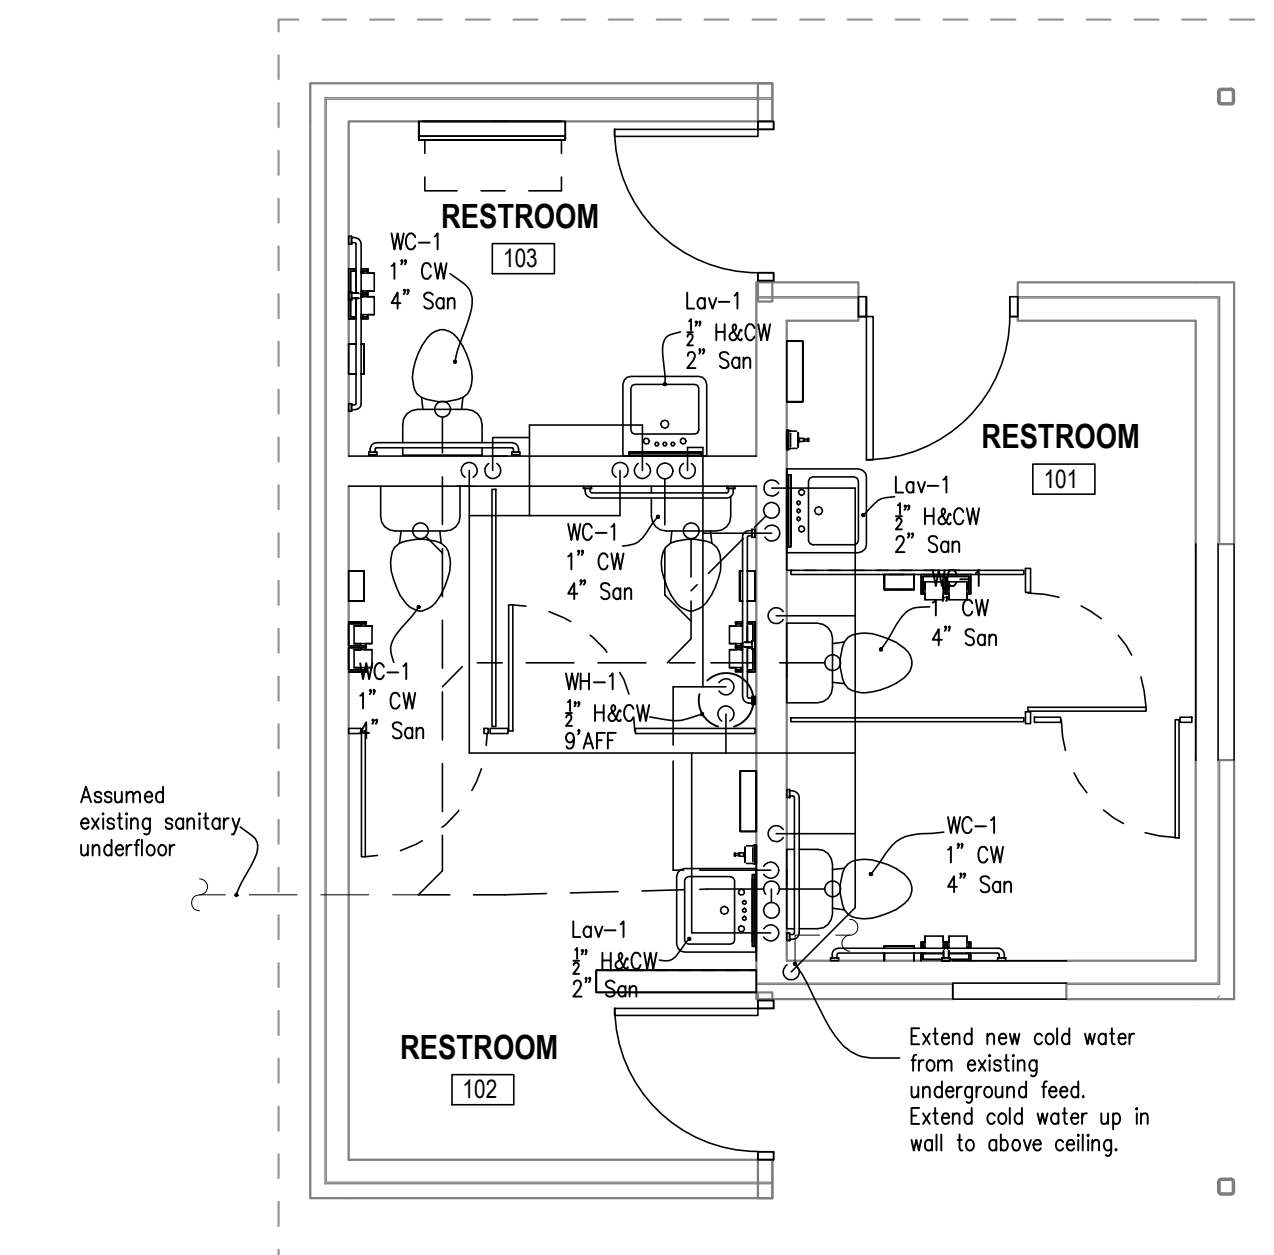 RESTROOM
103
WC-1
1" CW
4" San
Lav-1
½" H&CW
2" San
RESTROOM
101
Lav-1
½" H&CW
2" San
WC-1
1" CW
4" San
WC-1
1" CW
4" San
WC-1
1" CW
4" San
WH-1
½" H&CW
9'AFF
Assumed
existing sanitary
underfloor
WC-1
1" CW
4" San
Lav-1
½" H&CW
2" San
RESTROOM
102
Extend new cold water
from existing
underground feed.
Extend cold water up in
wall to above ceiling.